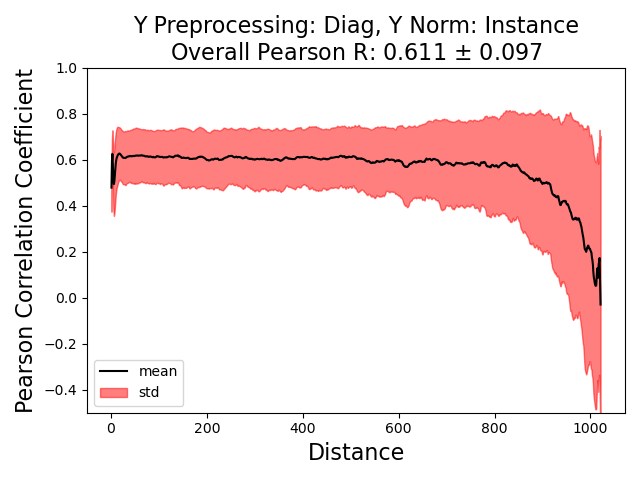 Y Preprocessing: Diag, Y Norm: Instance
Overall Pearson R: 0.611 ± 0.097
Pearson Correlation Coefficient
1.0
0.8
0.6
0.4
0.2
0.0
−0.2
−0.4
mean
std
0
200
400
600
800
1000
Distance